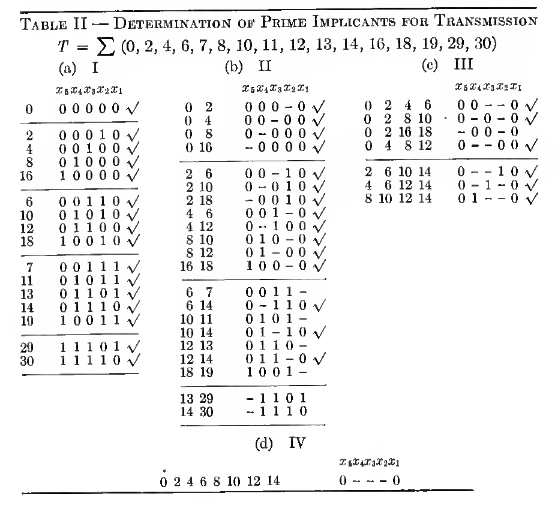 TABLE II — DETERMINATION OF PRIME IMPLICANTS FOR TRANSMISSION
T = ∑ (0, 2, 4, 6, 7, 8, 10, 11, 12, 13, 14, 16, 18, 19, 29, 30)
(a) I
x₅x₄x₃x₂x₁
0 0 0 0 0 0 √
2 0 0 0 1 0 √
4 0 0 1 0 0 √
8 0 1 0 0 0 √
16 1 0 0 0 0 √
6 0 0 1 1 0 √
10 0 1 0 1 0 √
12 0 1 1 0 0 √
18 1 0 0 1 0 √
7 0 0 1 1 1 √
11 0 1 0 1 1 √
13 0 1 1 0 1 √
14 0 1 1 1 0 √
19 1 0 0 1 1 √
29 1 1 1 0 1 √
30 1 1 1 1 0 √
(b) II
x₅x₄x₃x₂x₁
0 2 0 0 0 - 0 √
0 4 0 0 - 0 0 √
0 8 0 - 0 0 0 √
0 16 - 0 0 0 0 √
2 6 0 0 - 1 0 √
2 10 0 - 0 1 0 √
2 18 - 0 0 1 0 √
4 6 0 0 1 - 0 √
4 12 0 - 1 0 0 √
8 10 0 1 0 - 0 √
8 12 0 1 - 0 0 √
16 18 1 0 0 - 0 √
6 7 0 0 1 1 -
6 14 0 - 1 1 0 √
10 11 0 1 0 1 -
10 14 0 1 - 1 0 √
12 13 0 1 1 0 -
12 14 0 1 1 - 0 √
18 19 1 0 0 1 -
13 29 - 1 1 0 1
14 30 - 1 1 1 0
(c) III
x₅x₄x₃x₂x₁
0 2 4 6 0 0 - - 0 √
0 2 8 10 0 - 0 - 0 √
0 2 16 18 - 0 0 - 0
0 4 8 12 0 - - 0 0 √
2 6 10 14 0 - - 1 0 √
4 6 12 14 0 - 1 - 0 √
8 10 12 14 0 1 - - 0 √
(d) IV
x₅x₄x₃x₂x₁
0 2 4 6 8 10 12 14 0 - - - 0